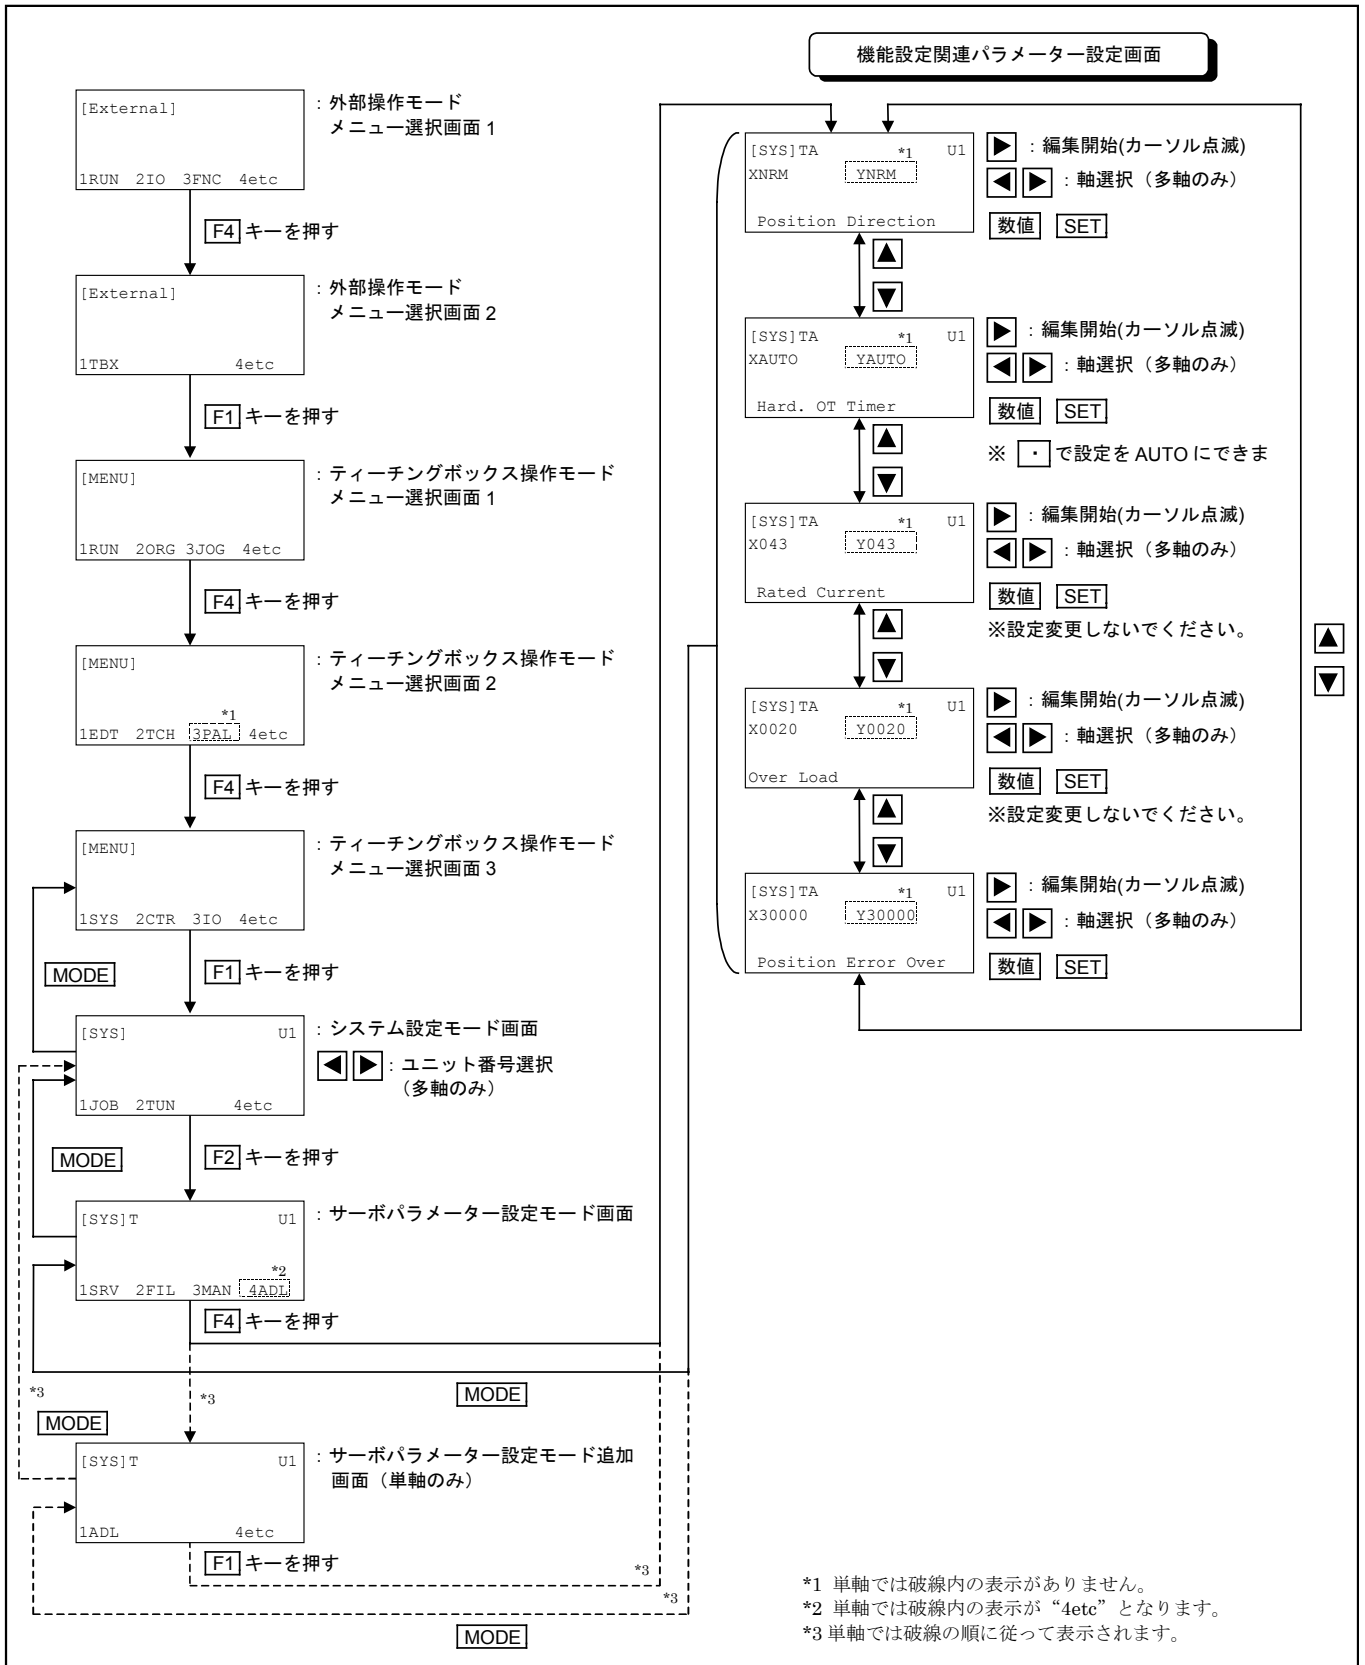 機能設定関連パラメーター設定画面
[External]
1RUN 2IO 3FNC 4etc
：外部操作モード
メニュー選択画面 1
F4 キーを押す
[External]
1TBX 4etc
：外部操作モード
メニュー選択画面 2
F1 キーを押す
[MENU]
1RUN 2ORG 3JOG 4etc
：ティーチングボックス操作モード
メニュー選択画面 1
F4 キーを押す
[MENU]
*1
1EDT 2TCH 3PAL 4etc
：ティーチングボックス操作モード
メニュー選択画面 2
F4 キーを押す
[MENU]
1SYS 2CTR 3IO 4etc
：ティーチングボックス操作モード
メニュー選択画面 3
MODE
F1 キーを押す
[SYS] U1
1JOB 2TUN 4etc
：システム設定モード画面
◀ ▶ ：ユニット番号選択
（多軸のみ）
MODE
F2 キーを押す
[SYS]T U1
*2
1SRV 2FIL 3MAN 4ADL
：サーボパラメーター設定モード画面
F4 キーを押す
*3
MODE
*3
MODE
[SYS]T U1
1ADL 4etc
：サーボパラメーター設定モード追加
画面（単軸のみ）
F1 キーを押す
*3
*3
MODE
[SYS]TA *1 U1
XNRM YNRM
Position Direction
▶ ：編集開始(カーソル点滅)
◀ ▶ ：軸選択（多軸のみ）
数値 SET
▲
▼
[SYS]TA *1 U1
XAUTO YAUTO
Hard. OT Timer
▶ ：編集開始(カーソル点滅)
◀ ▶ ：軸選択（多軸のみ）
数値 SET
※ ・ で設定を AUTO にできま
▲
▼
[SYS]TA *1 U1
X043 Y043
Rated Current
▶ ：編集開始(カーソル点滅)
◀ ▶ ：軸選択（多軸のみ）
数値 SET
※設定変更しないでください。
▲
▼
[SYS]TA *1 U1
X0020 Y0020
Over Load
▶ ：編集開始(カーソル点滅)
◀ ▶ ：軸選択（多軸のみ）
数値 SET
※設定変更しないでください。
▲
▼
[SYS]TA *1 U1
X30000 Y30000
Position Error Over
▶ ：編集開始(カーソル点滅)
◀ ▶ ：軸選択（多軸のみ）
数値 SET
▲
▼
*1 単軸では破線内の表示がありません。
*2 単軸では破線内の表示が“4etc”となります。
*3 単軸では破線の順に従って表示されます。